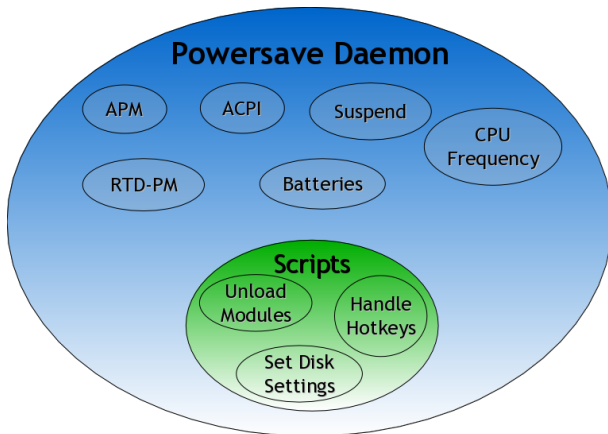 Powersave Daemon
APM
ACPI
Suspend
CPU
Frequency
RTD-PM
Batteries
Scripts
Unload
Modules
Handle
Hotkeys
Set Disk
Settings